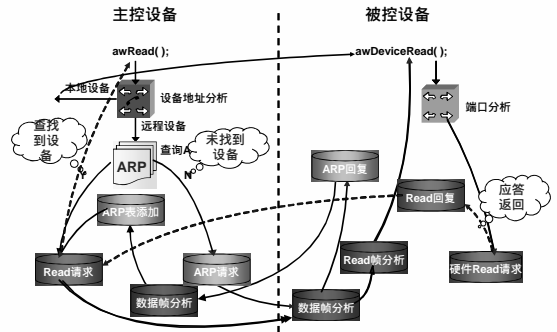 主控设备
被控设备
awRead( );
awDeviceRead( );
本地设备
设备地址分析
端口分析
远程设备
查找
到设
备
查询A
未找到
设备
N
ARP
ARP回复
应答
返回
ARP表添加
Read回复
Read请求
ARP请求
Read帧分析
硬件Read请求
数据帧分析
数据帧分析